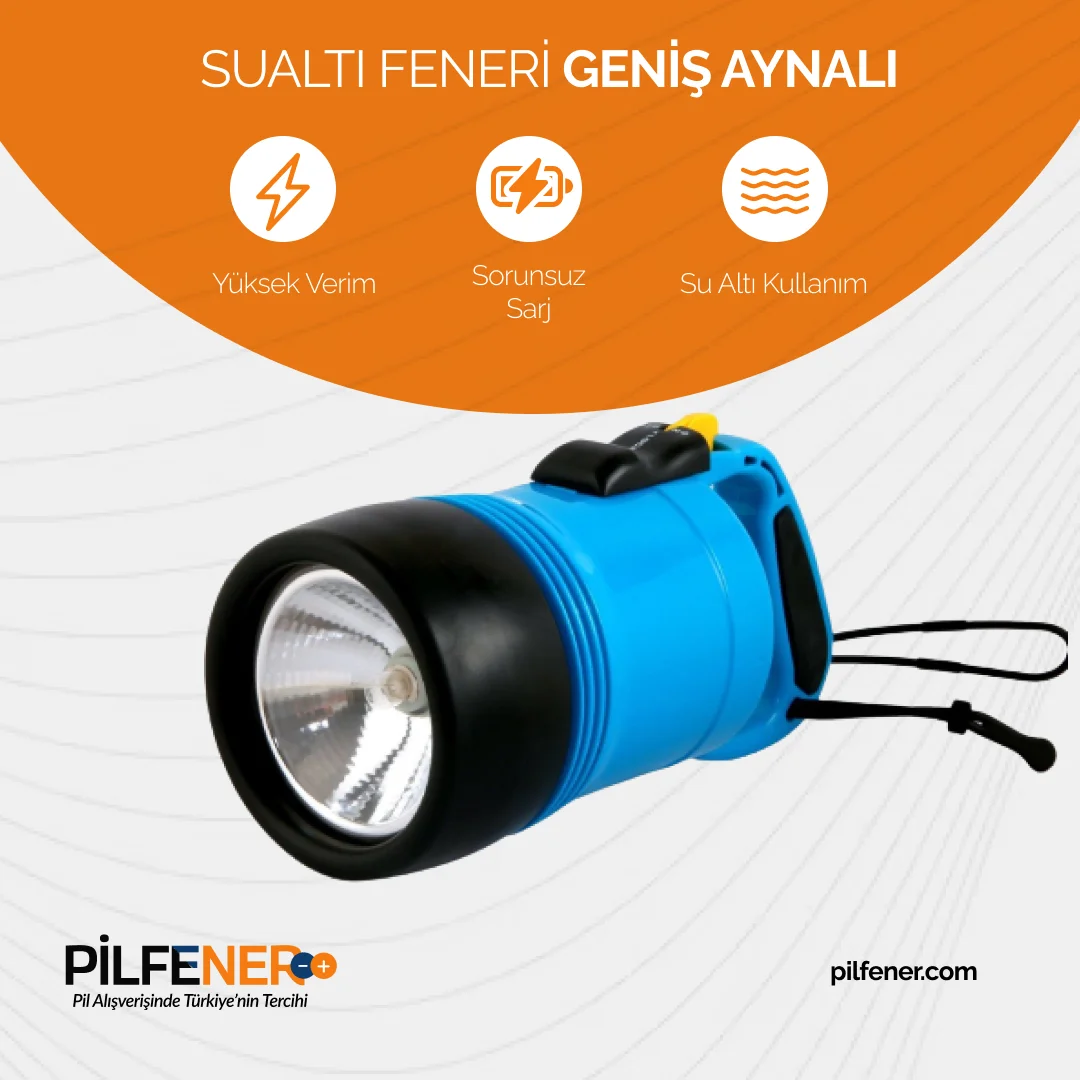 SUALTI FENERİ GENİŞ AYNALI
Yüksek Verim
Sorunsuz
Sarj
Su Altı Kullanım
PİLFENER
Pil Alışverişinde Türkiye'nin Tercihi
pilfener.com